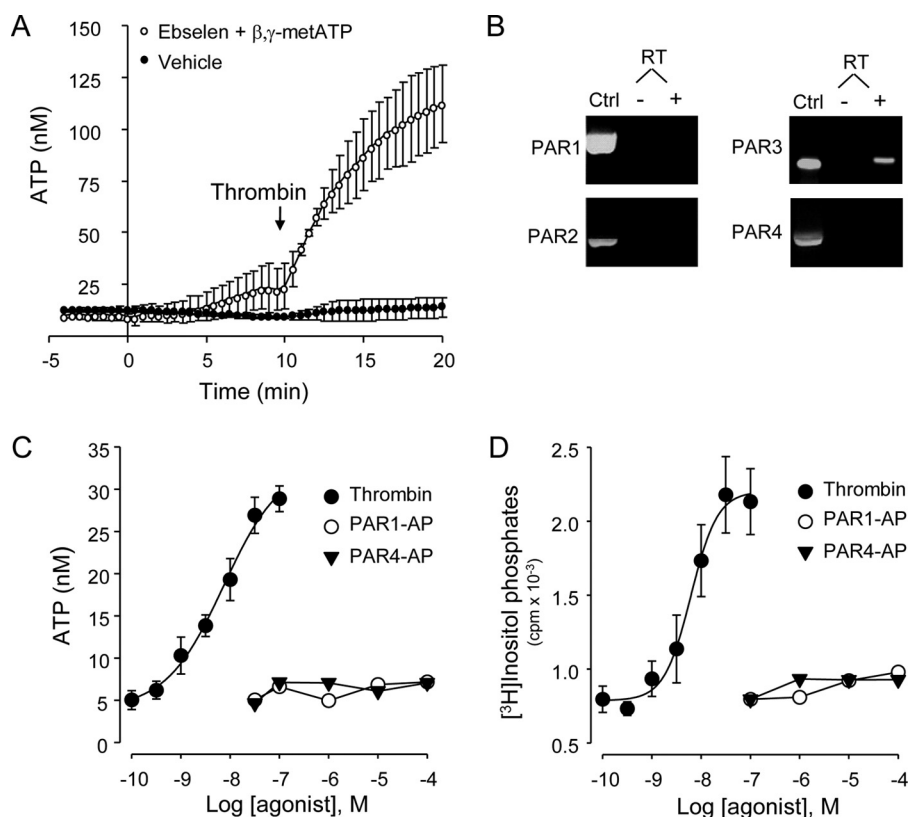 A
Ebselen + β,γ-metATP
Vehicle
ATP (nM)
150
125
100
75
50
25
0
Thrombin
-5 0 5 10 15 20
Time (min)
B
RT
Ctrl - +
PAR1
PAR2
RT
Ctrl - +
PAR3
PAR4
C
ATP (nM)
35
30
25
20
15
10
5
0
Thrombin
PAR1-AP
PAR4-AP
-10 -9 -8 -7 -6 -5 -4
Log [agonist], M
D
[³H]Inositol phosphates
(cpm x 10⁻³)
2.5
2.0
1.5
1.0
0.5
Thrombin
PAR1-AP
PAR4-AP
-10 -9 -8 -7 -6 -5 -4
Log [agonist], M